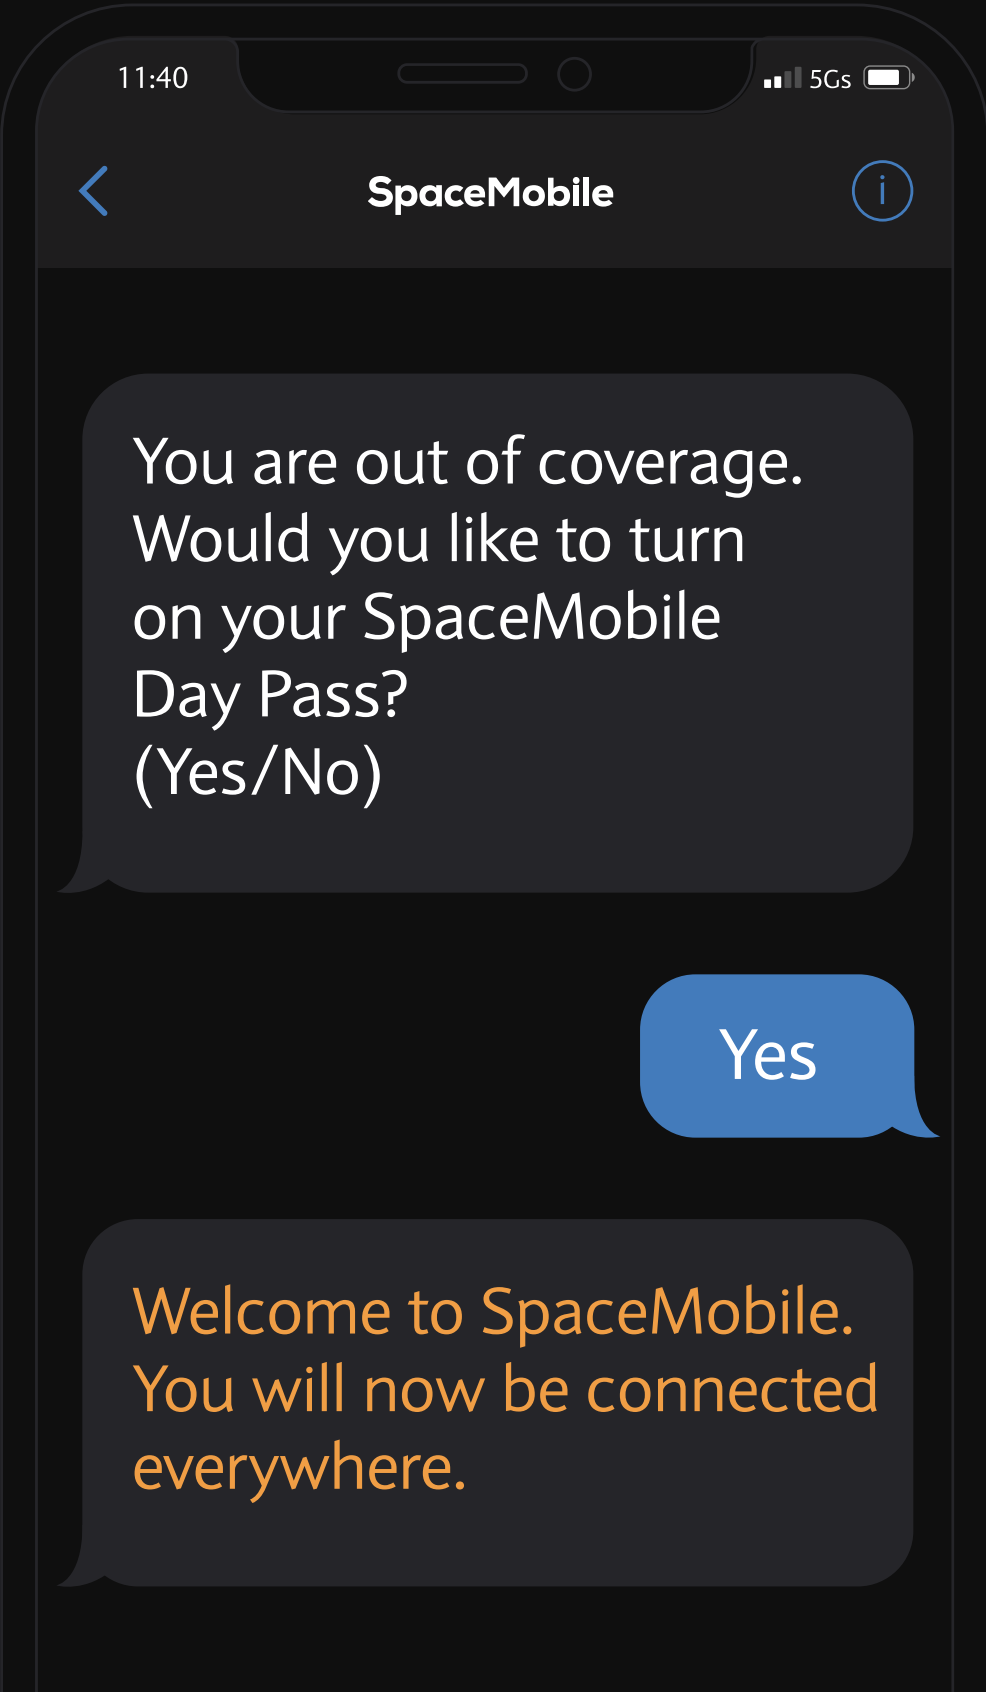 11:40
5Gs
SpaceMobile
i
You are out of coverage.
Would you like to turn
on your SpaceMobile
Day Pass?
(Yes/No)
Yes
Welcome to SpaceMobile.
You will now be connected
everywhere.